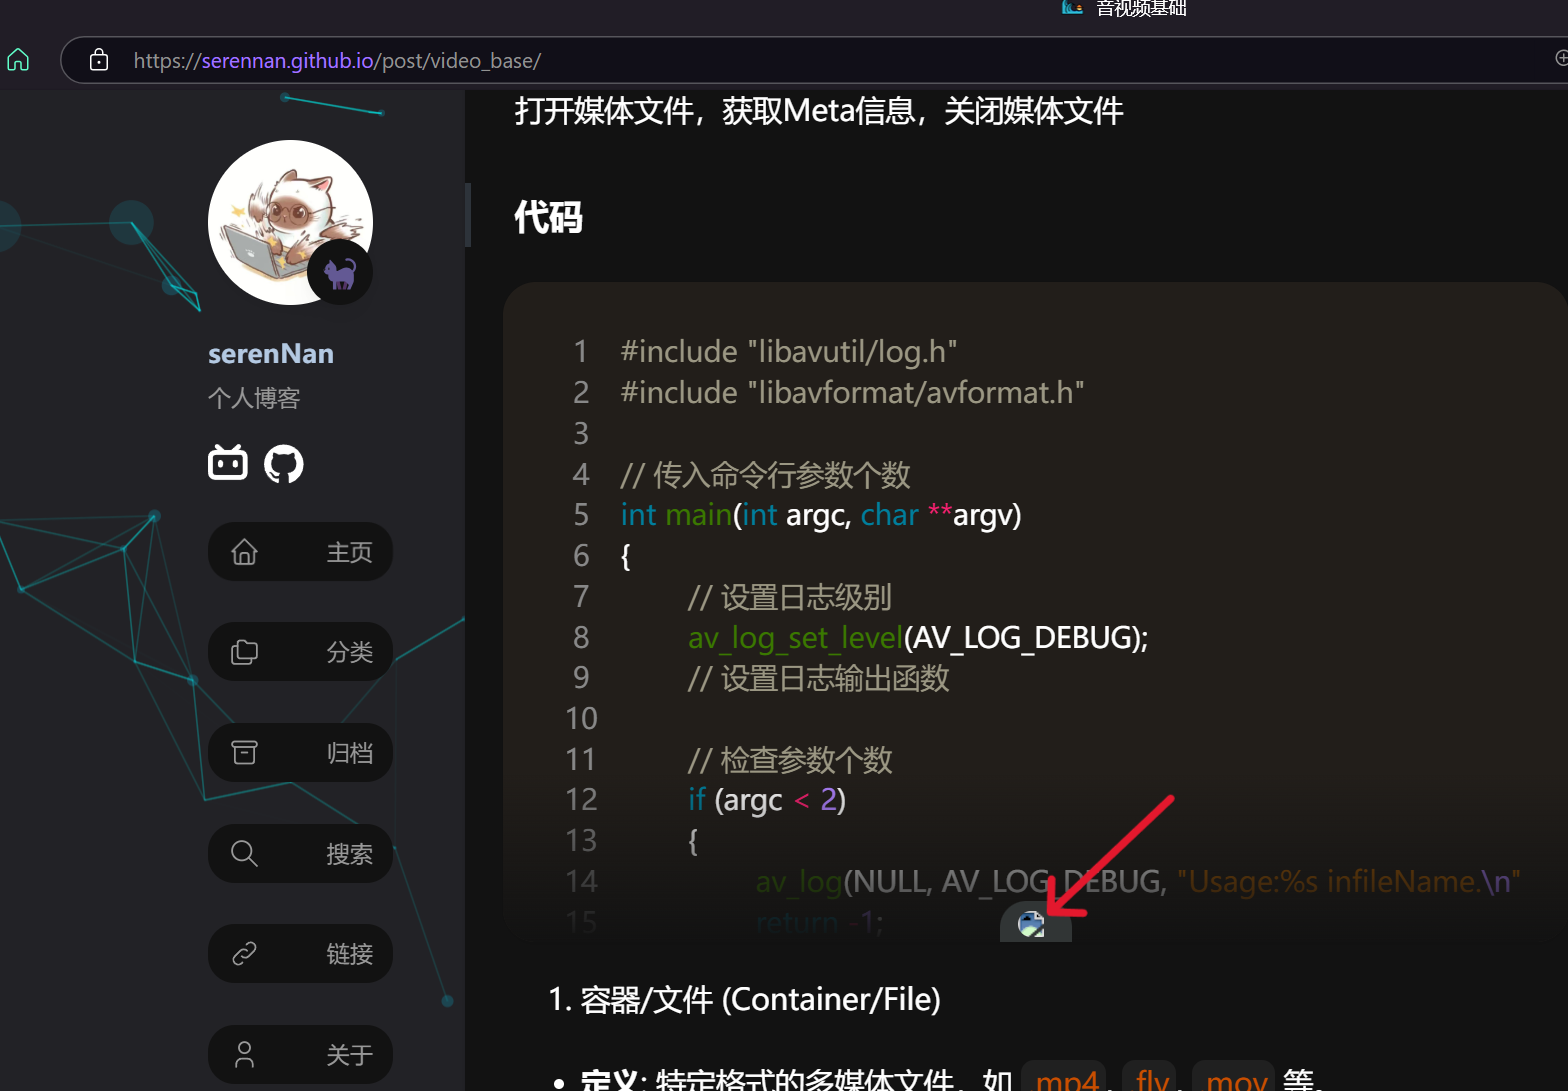 音视频基础
https://serennan.github.io/post/video_base/
打开媒体文件，获取Meta信息，关闭媒体文件
serenNan
个人博客
主页
分类
归档
搜索
链接
关于
代码
1 #include "libavutil/log.h"
2 #include "libavformat/avformat.h"
3
4 // 传入命令行参数个数
5 int main(int argc, char **argv)
6 {
7 // 设置日志级别
8 av_log_set_level(AV_LOG_DEBUG);
9 // 设置日志输出函数
10
11 // 检查参数个数
12 if (argc < 2)
13 {
14 av_log(NULL, AV_LOG_DEBUG, "Usage:%s infileName.\n"
15 return -1;
1. 容器/文件 (Container/File)
• 定义: 特定格式的多媒体文件，如 mp4、flv、mov 等。